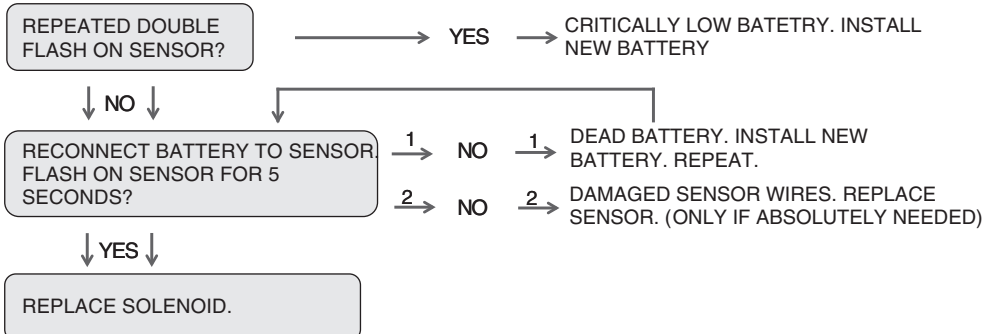 REPEATED DOUBLE
FLASH ON SENSOR?
YES
CRITICALLY LOW BATETRY. INSTALL
NEW BATTERY
NO
RECONNECT BATTERY TO SENSOR.
FLASH ON SENSOR FOR 5
SECONDS?
1
NO
1
DEAD BATTERY. INSTALL NEW
BATTERY. REPEAT.
2
NO
2
DAMAGED SENSOR WIRES. REPLACE
SENSOR. (ONLY IF ABSOLUTELY NEEDED)
YES
REPLACE SOLENOID.